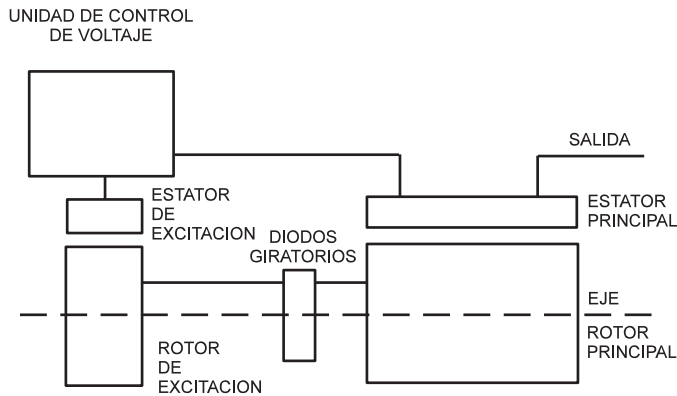 UNIDAD DE CONTROL
DE VOLTAJE
SALIDA
ESTATOR
DE
EXCITACION
ESTATOR
PRINCIPAL
DIODOS
GIRATORIOS
EJE
ROTOR
PRINCIPAL
ROTOR
DE
EXCITACION